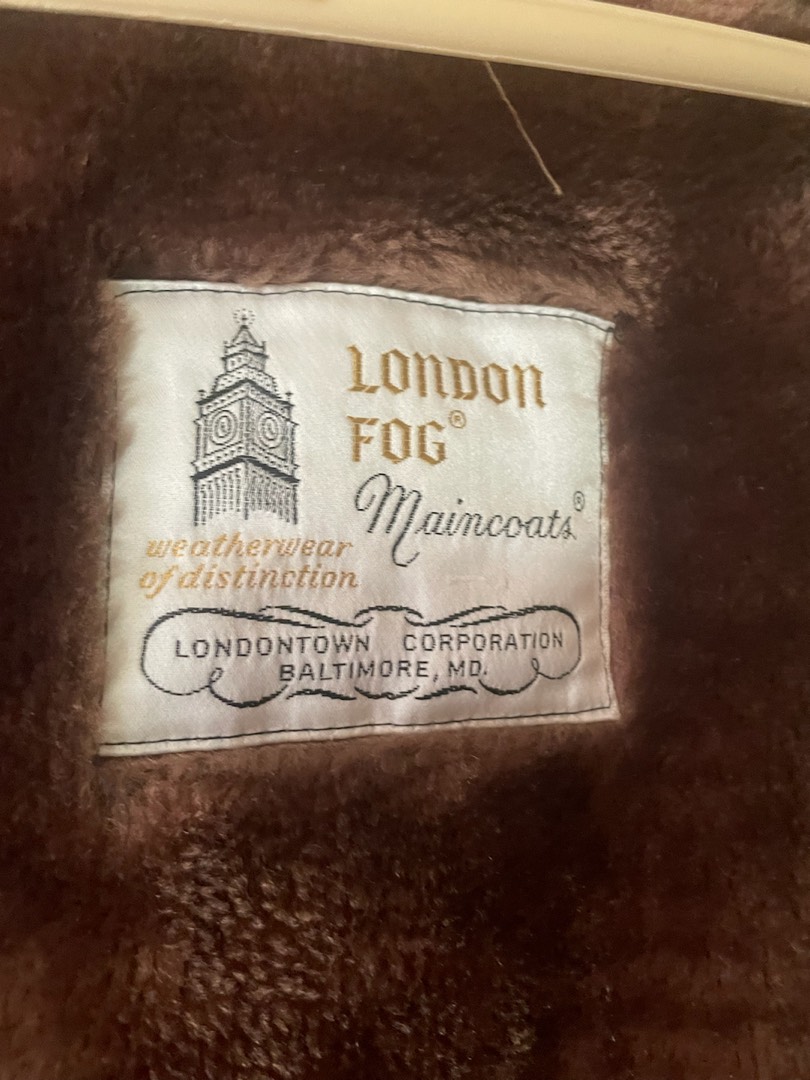 LONDON
FOG®
Maincoats®
weatherwear
of distinction
LONDONTOWN CORPORATION
BALTIMORE, MD.